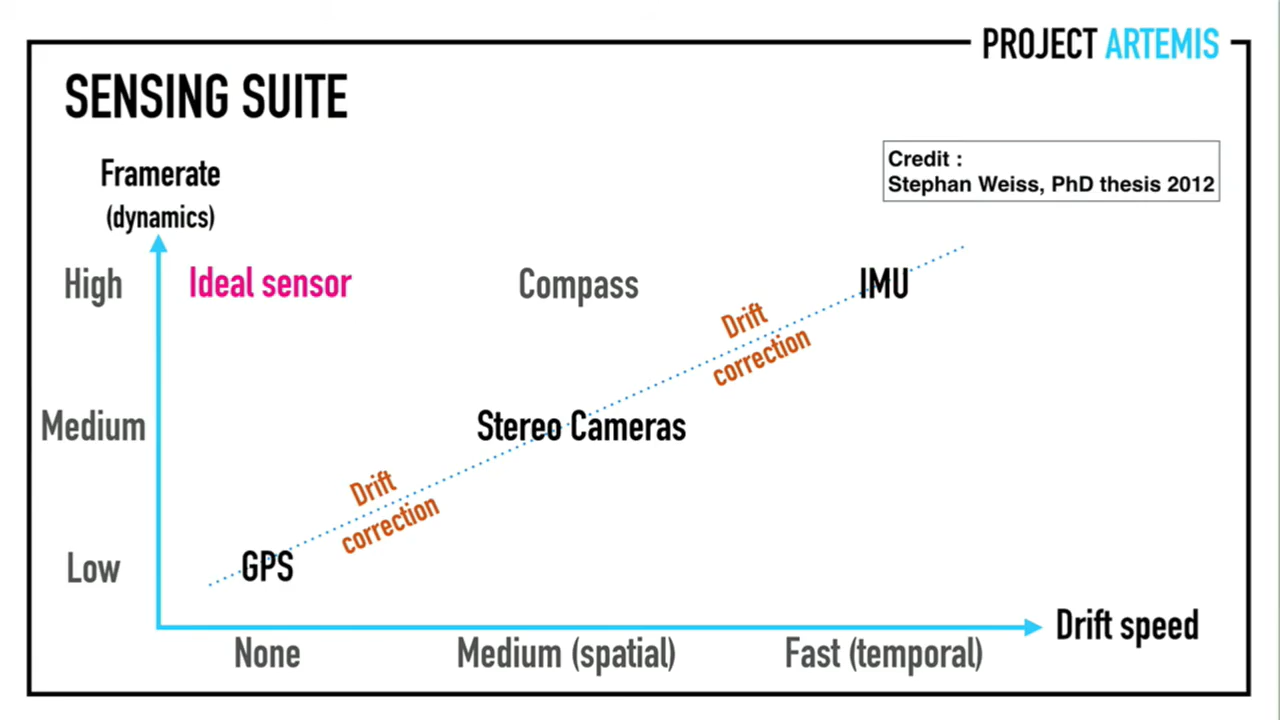 PROJECT ARTEMIS
SENSING SUITE
Credit :
Stephan Weiss, PhD thesis 2012
Framerate
(dynamics)
High
Ideal sensor
Compass
IMU
Drift
correction
Medium
Stereo Cameras
Drift
correction
Low
GPS
Drift speed
None
Medium (spatial)
Fast (temporal)